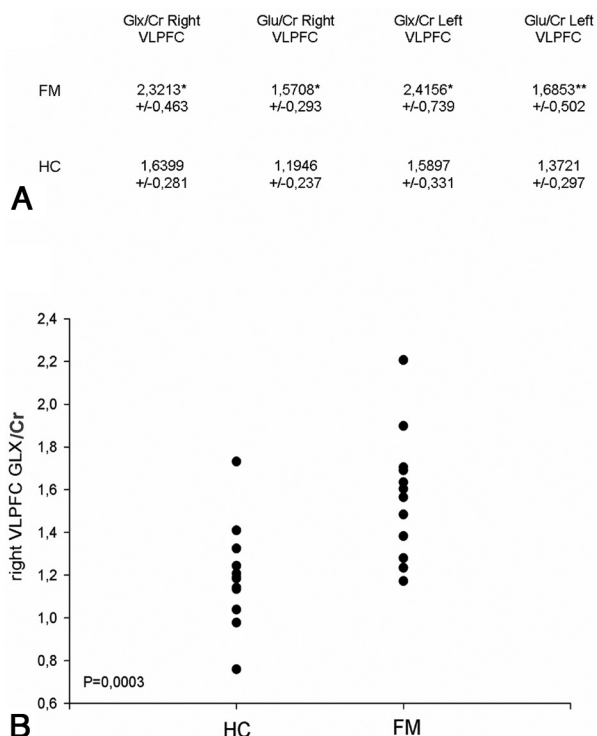 Glx/Cr Right Glu/Cr Right Glx/Cr Left Glu/Cr Left
VLPFC VLPFC VLPFC VLPFC
FM 2,3213* 1,5708* 2,4156* 1,6853**
+/-0,463 +/-0,293 +/-0,739 +/-0,502
HC 1,6399 1,1946 1,5897 1,3721
+/-0,281 +/-0,237 +/-0,331 +/-0,297
A
2,4
2,2
2,0
1,8
1,6
1,4
1,2
1,0
0,8
0,6
right VLPFC GLX/Cr
P=0,0003
HC FM
B